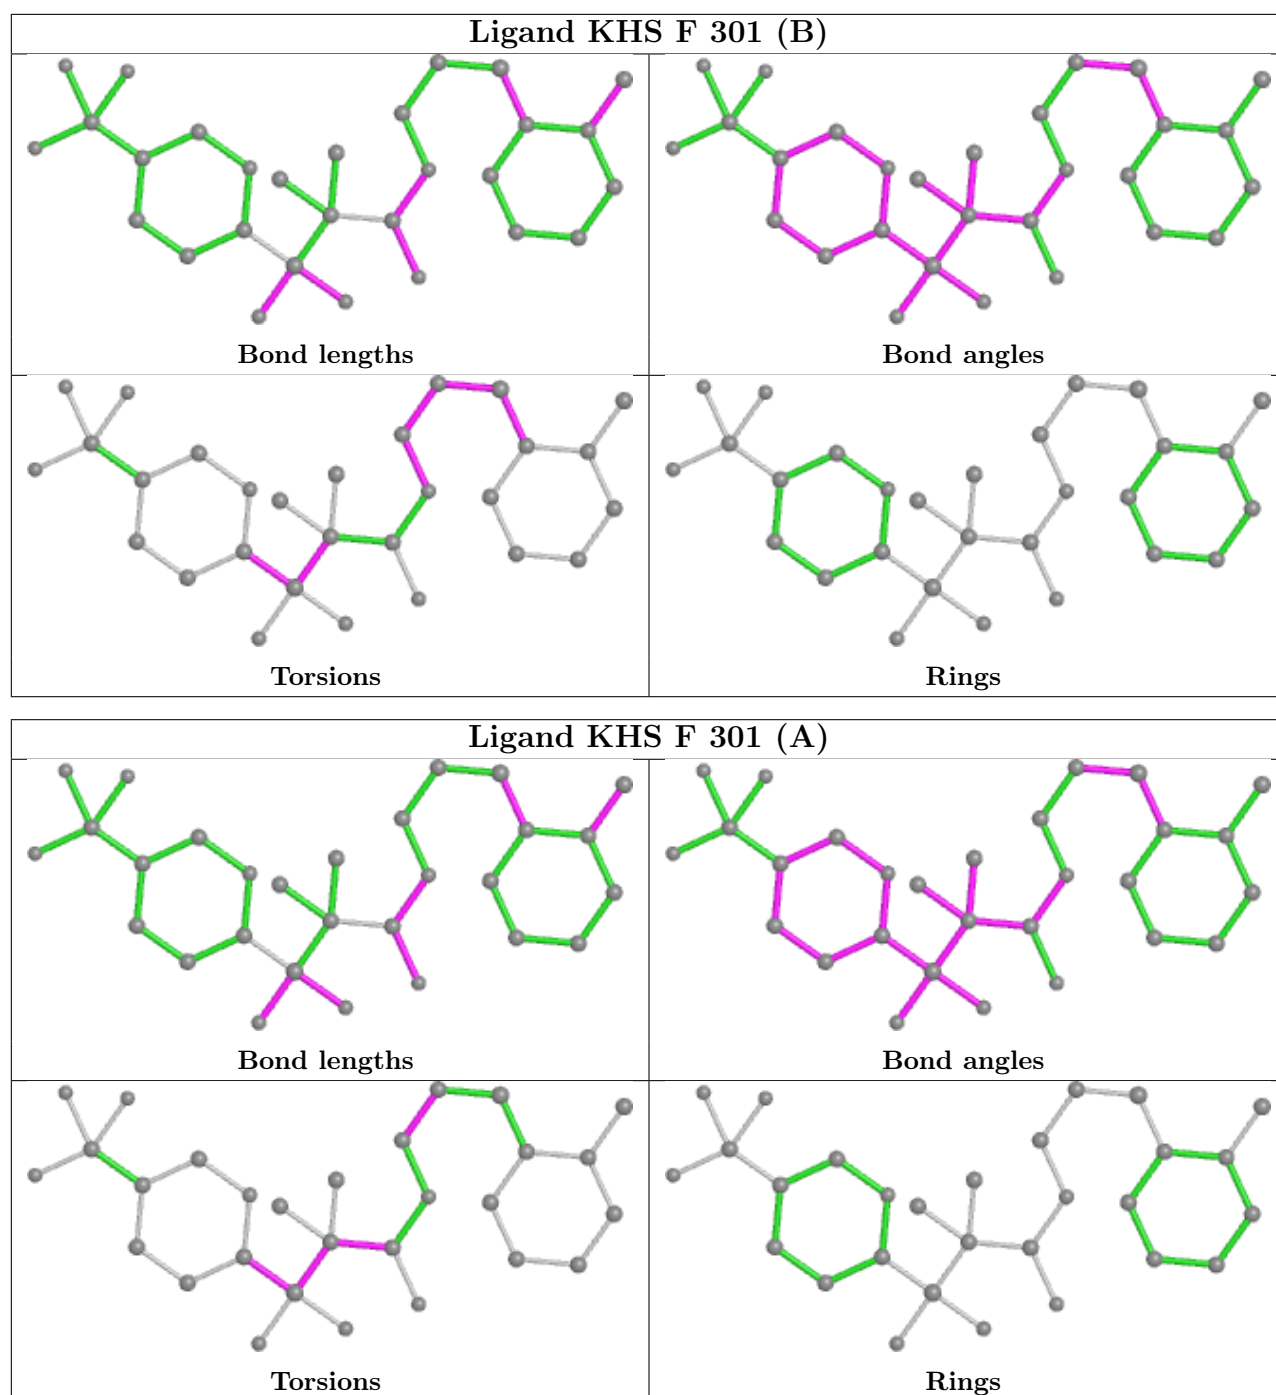 Ligand KHS F 301 (B)
Bond lengths
Bond angles
Torsions
Rings
Ligand KHS F 301 (A)
Bond lengths
Bond angles
Torsions
Rings